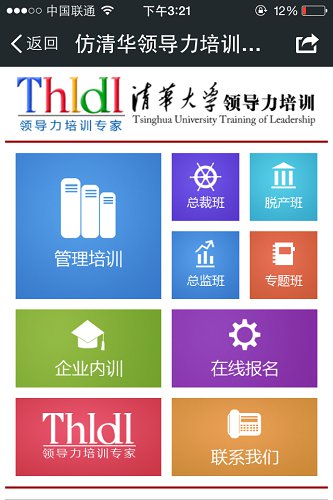 中国联通 下午3:21 12%
返回 仿清华领导力培训...
Thldl
领导力培训专家
清华大学领导力培训
Tsinghua University Training of Leadership
管理培训
总裁班
脱产班
总监班
专题班
企业内训
在线报名
Thldl
领导力培训专家
联系我们